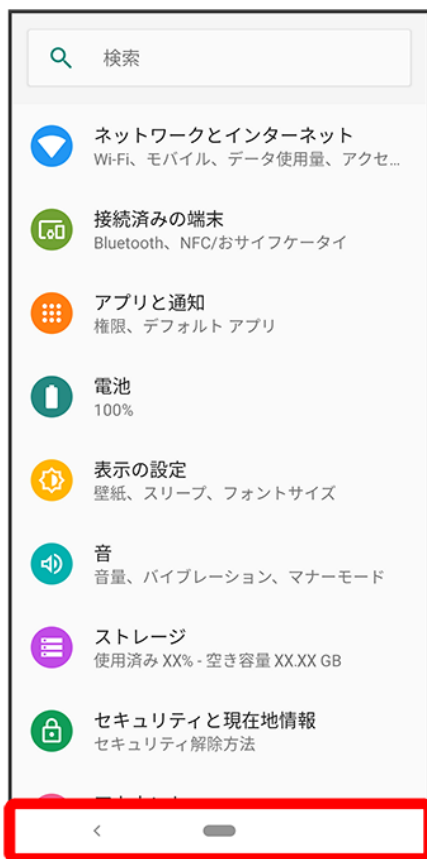 検索
ネットワークとインターネット
Wi-Fi、モバイル、データ使用量、アクセ...
接続済みの端末
Bluetooth、NFC/おサイフケータイ
アプリと通知
権限、デフォルト アプリ
電池
100%
表示の設定
壁紙、スリープ、フォントサイズ
音
音量、バイブレーション、マナーモード
ストレージ
使用済み XX% - 空き容量 XX.XX GB
セキュリティと現在地情報
セキュリティ解除方法